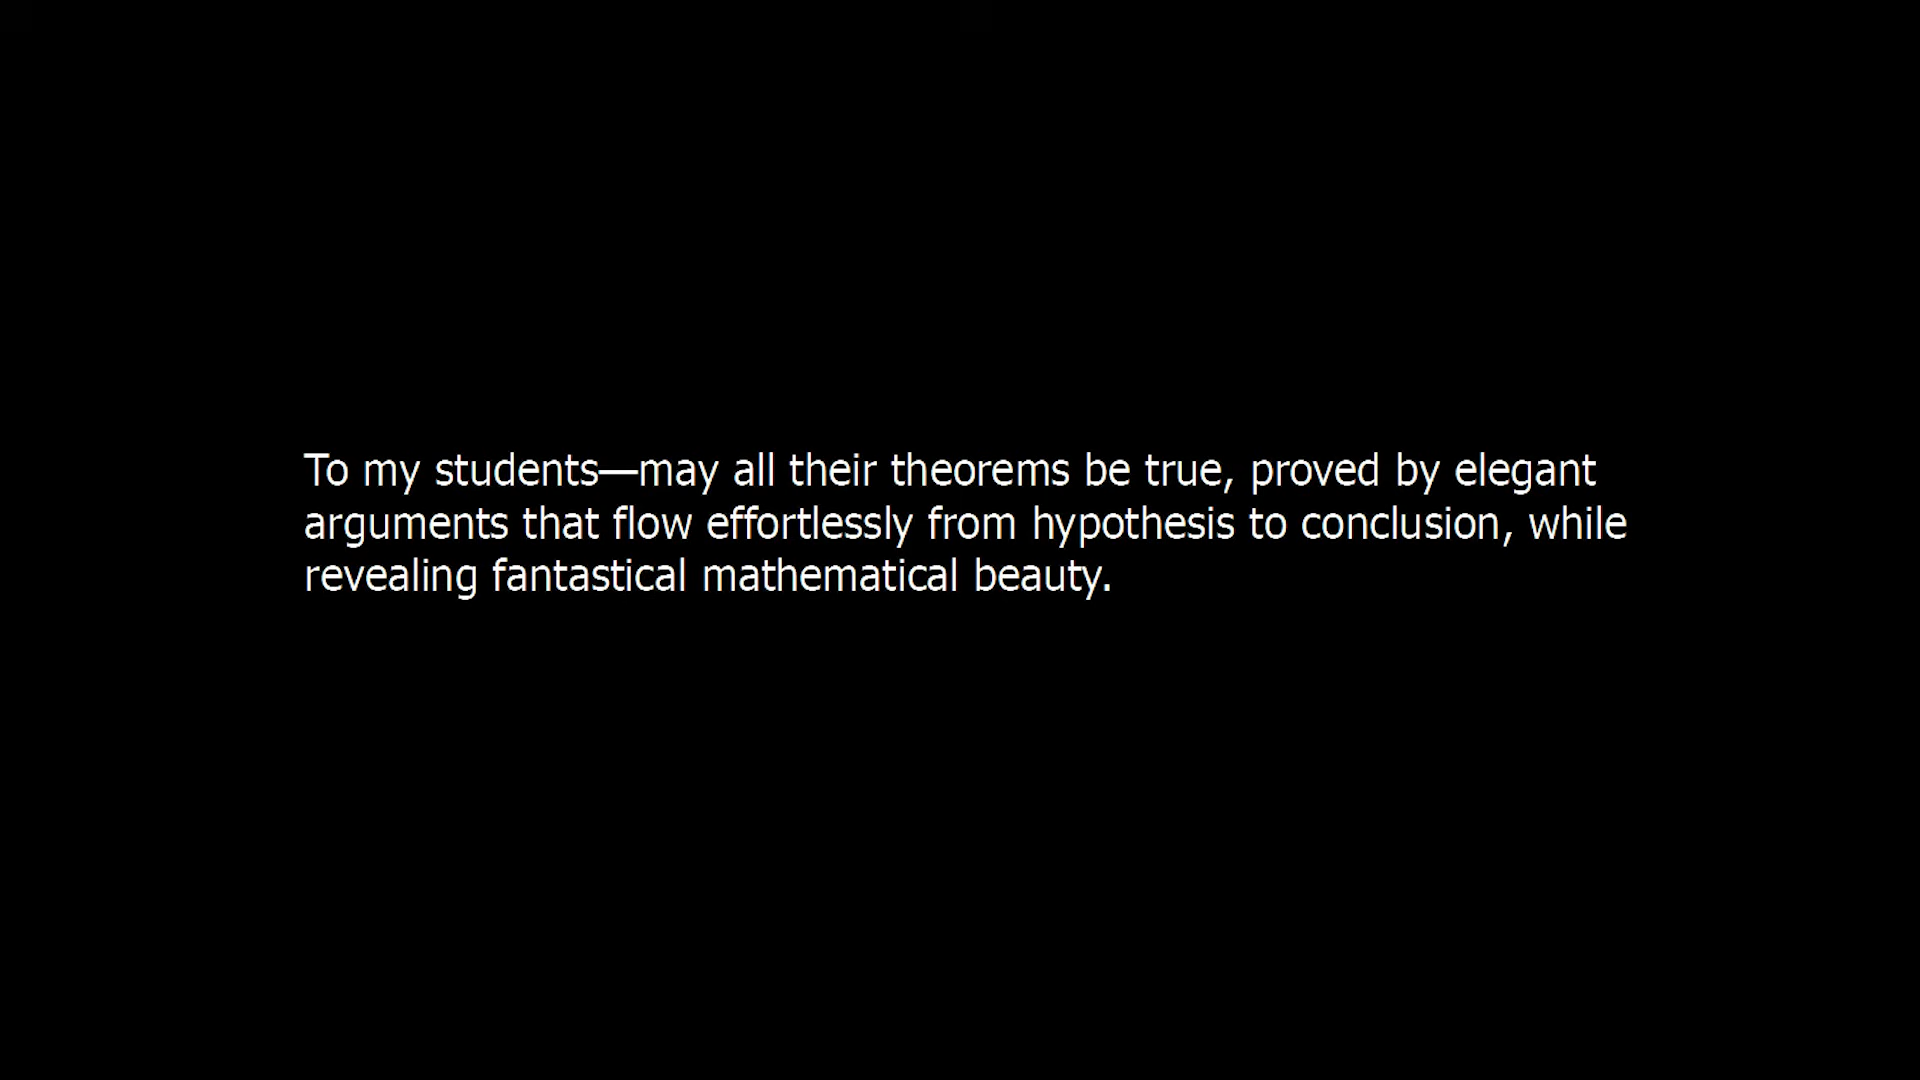 To my students—may all their theorems be true, proved by elegant
arguments that flow effortlessly from hypothesis to conclusion, while
revealing fantastical mathematical beauty.